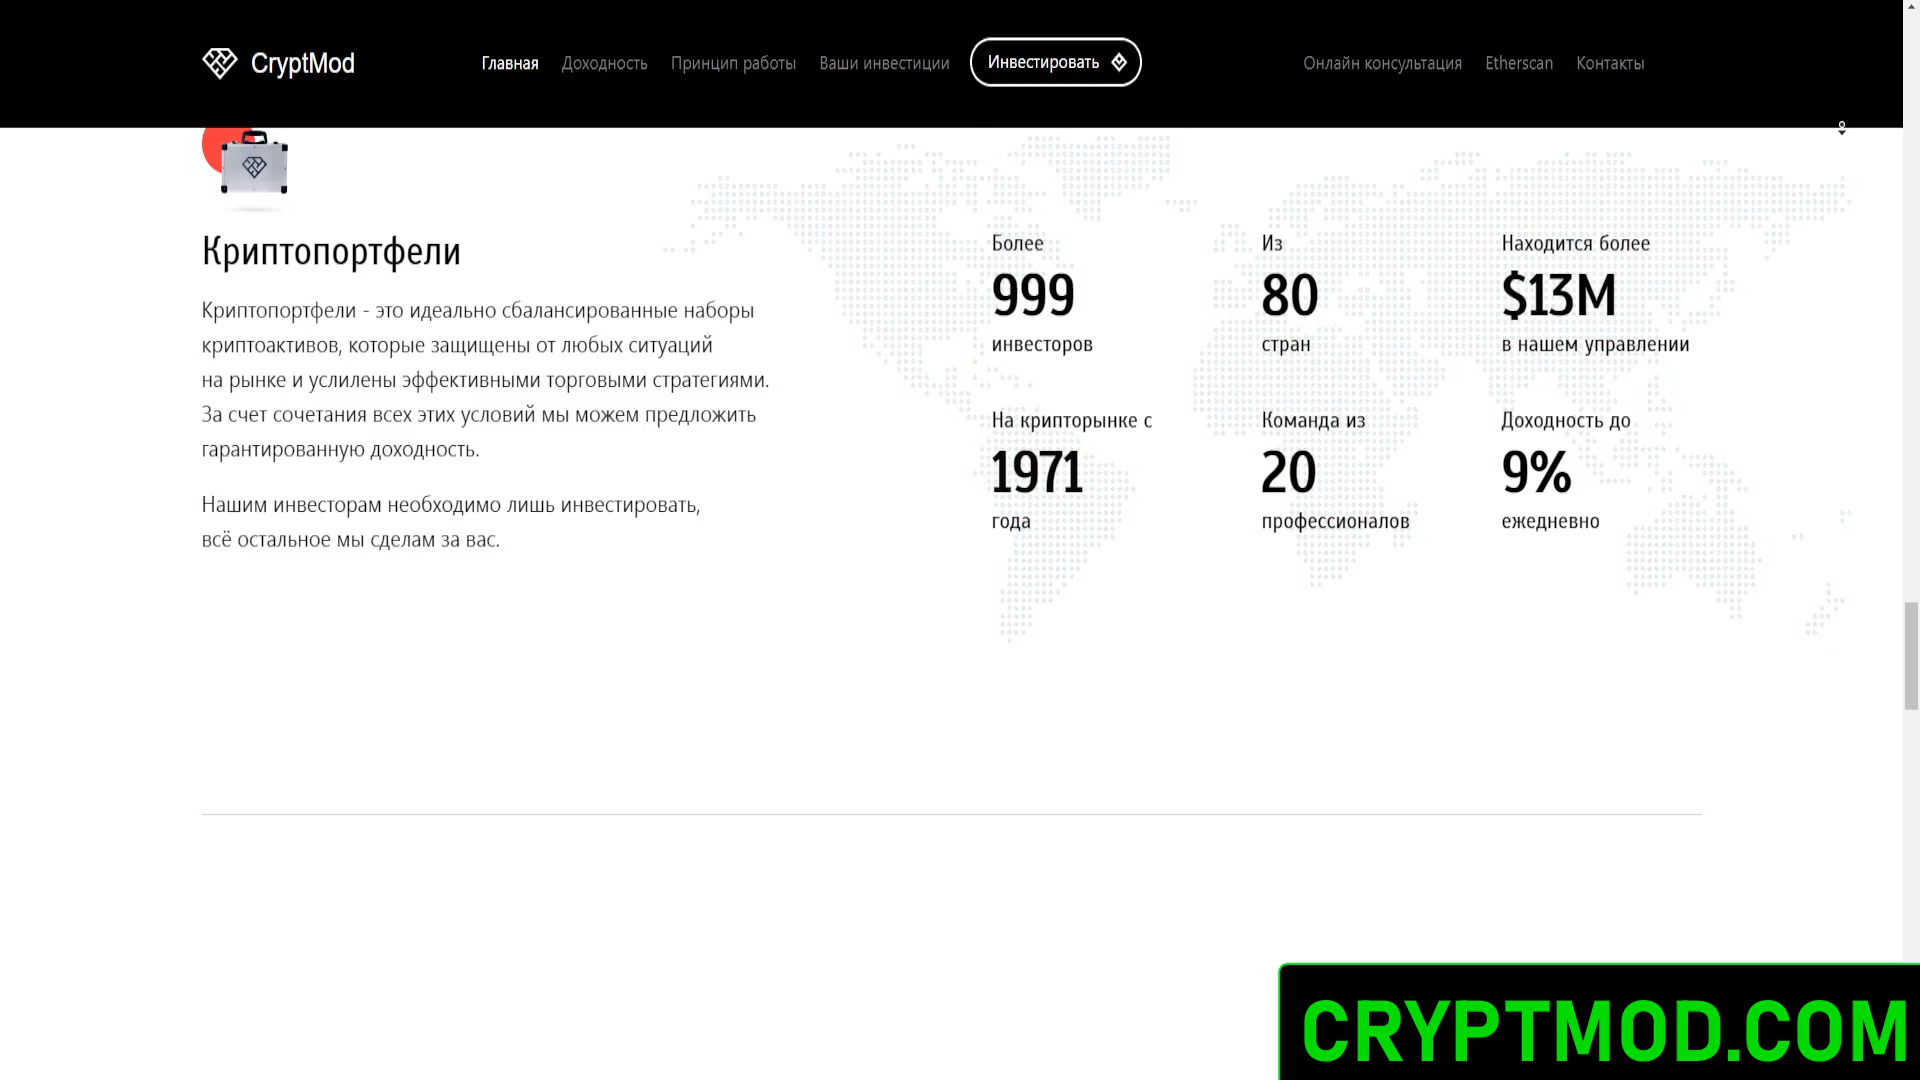 CryptMod
Главная
Доходность
Принцип работы
Ваши инвестиции
Инвестировать
Онлайн консультация
Etherscan
Контакты
Криптопортфели
Криптопортфели - это идеально сбалансированные наборы
криптоактивов, которые защищены от любых ситуаций
на рынке и услилены эффективными торговыми стратегиями.
За счет сочетания всех этих условий мы можем предложить
гарантированную доходность.
Нашим инвесторам необходимо лишь инвестировать,
всё остальное мы сделам за вас.
Более
999
инвесторов
Из
80
стран
Находится более
$13M
в нашем управлении
На крипторынке с
1971
года
Команда из
20
профессионалов
Доходность до
9%
ежедневно
CRYPTMOD.COM